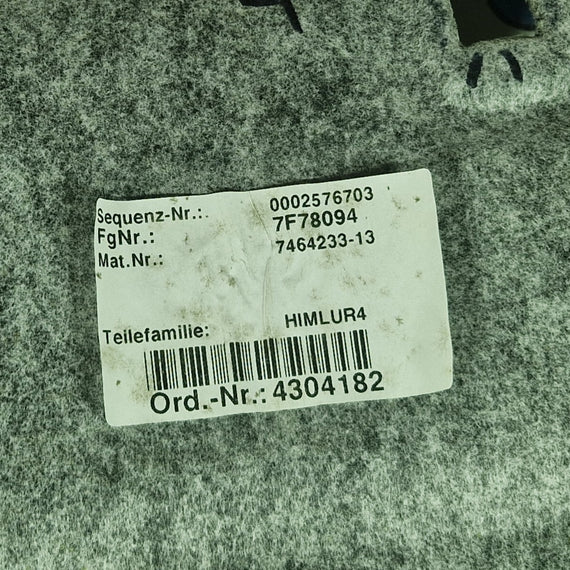 Sequenz-Nr.: 0002576703
FgNr.: 7F78094
Mat.Nr.: 7464233-13
Teilefamilie: HIMLUR4
Ord.-Nr.: 4304182